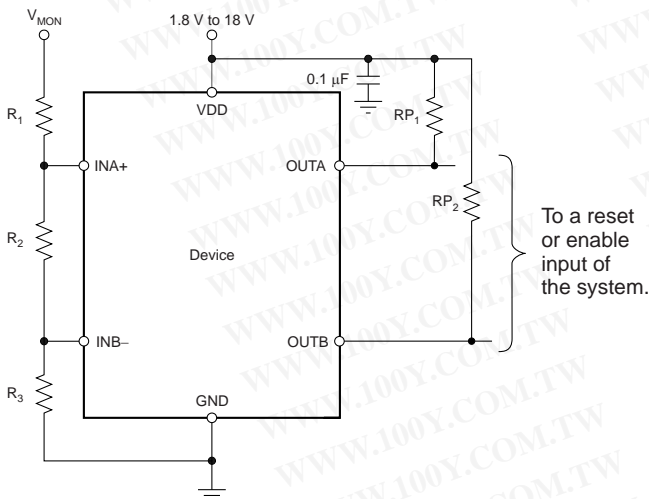 V_MON
1.8 V to 18 V
0.1 μF
R1
VDD
RP1
INA+
OUTA
RP2
R2
Device
To a reset
or enable
input of
the system.
INB–
OUTB
R3
GND
WWW.100Y.COM.TW